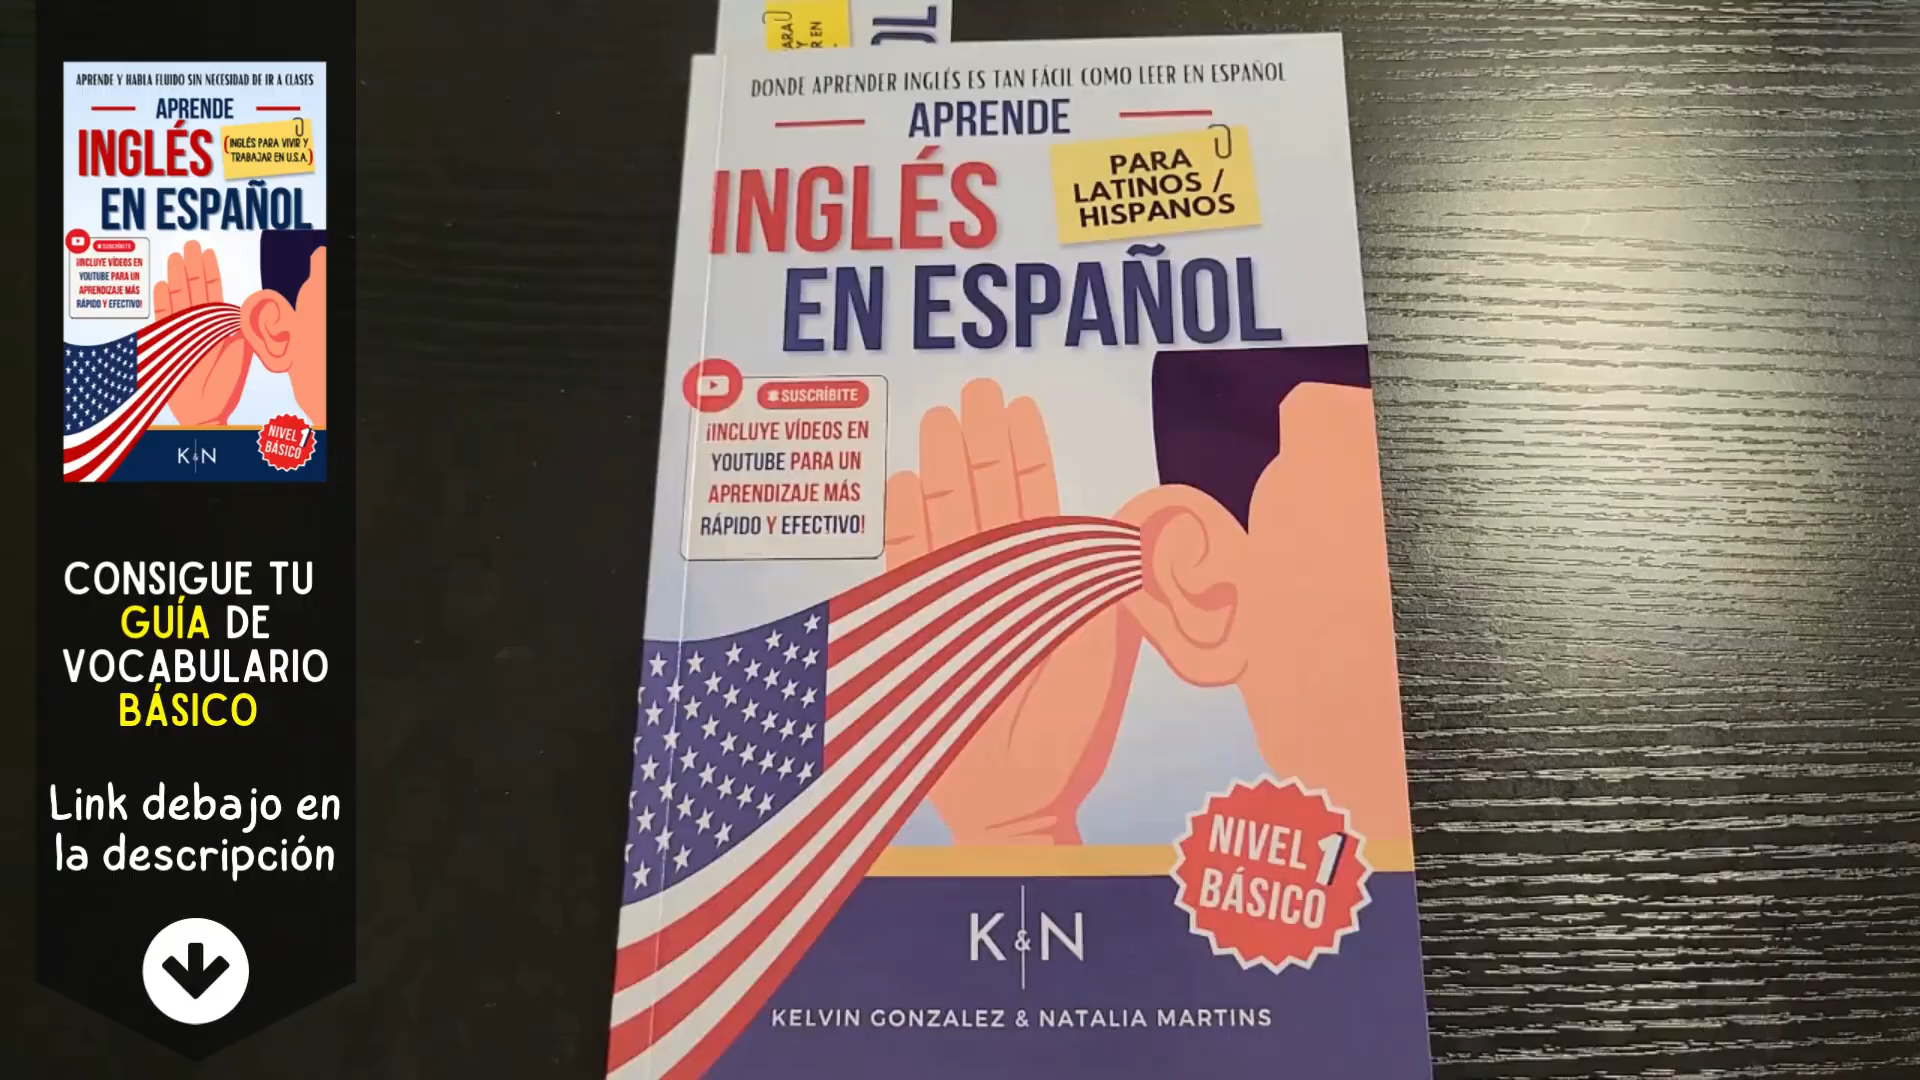 APRENDE Y HABLA FLUIDO SIN NECESIDAD DE IR A CLASES
APRENDE
INGLÉS
(INGLÉS PARA VIVIR Y
TRABAJAR EN U.S.A.)
EN ESPAÑOL
SUSCRÍBITE
¡INCLUYE VÍDEOS EN
YOUTUBE PARA UN
APRENDIZAJE MÁS
RÁPIDO Y EFECTIVO!
K&N
NIVEL 1
BÁSICO
CONSIGUE TU
GUÍA DE
VOCABULARIO
BÁSICO
Link debajo en
la descripción
DONDE APRENDER INGLÉS ES TAN FÁCIL COMO LEER EN ESPAÑOL
APRENDE
INGLÉS
PARA
LATINOS /
HISPANOS
EN ESPAÑOL
SUSCRÍBITE
¡INCLUYE VÍDEOS EN
YOUTUBE PARA UN
APRENDIZAJE MÁS
RÁPIDO Y EFECTIVO!
NIVEL 1
BÁSICO
K&N
KELVIN GONZALEZ & NATALIA MARTINS